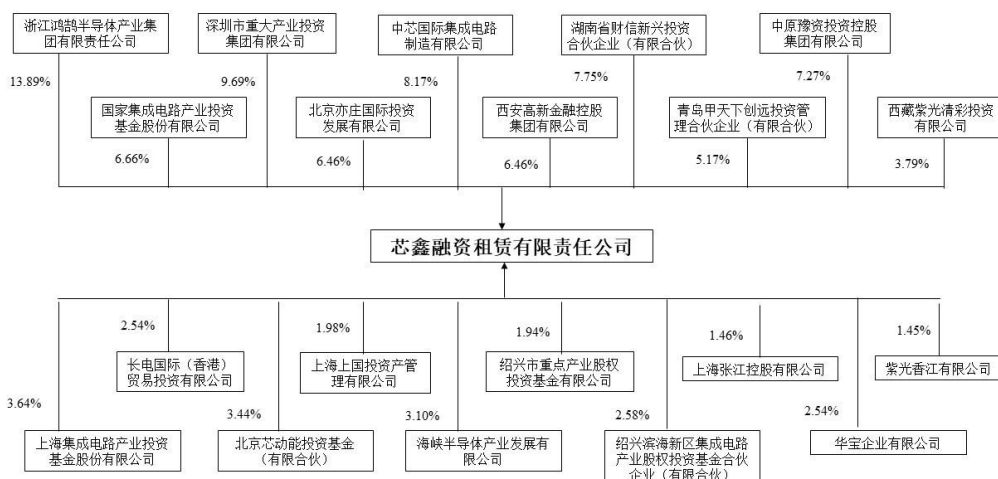 浙江鸿鹄半导体产业集
团有限责任公司
深圳市重大产业投资
集团有限公司
中芯国际集成电路
制造有限公司
湖南省财信新兴投资
合伙企业（有限合伙）
中原豫资投资控股
集团有限公司
13.89%
9.69%
8.17%
7.75%
7.27%
国家集成电路产业投资
基金股份有限公司
北京亦庄国际投资
发展有限公司
西安高新金融控股
集团有限公司
青岛甲天下创远投资管
理合伙企业（有限合伙）
西藏紫光清彩投资
有限公司
6.66%
6.46%
6.46%
5.17%
3.79%
芯鑫融资租赁有限责任公司
2.54%
1.98%
1.94%
1.46%
1.45%
长电国际（香港）
贸易投资有限公司
上海上国投资产管
理有限公司
绍兴市重点产业股权
投资基金有限公司
上海张江控股有限公司
紫光香江有限公司
3.64%
3.44%
3.10%
2.58%
2.54%
上海集成电路产业投资
基金股份有限公司
北京芯动能投资基金
（有限合伙）
海峡半导体产业发展有
限公司
绍兴滨海新区集成电路
产业股权投资基金合伙
企业（有限合伙）
华宝企业有限公司